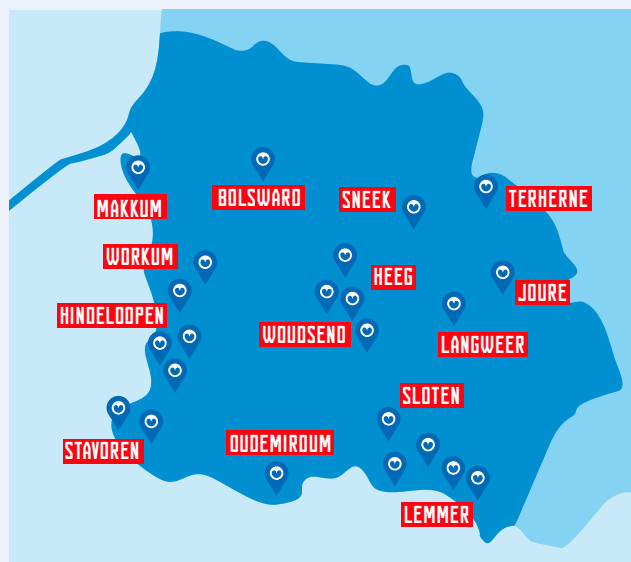 MAKKUM
BOLSWARD
SNEEK
TERHERNE
WORKUM
HEEG
JOURE
HINDELOOPEN
WOUDSEND
LANGWEER
SLOTEN
STAVOREN
OUDEMIRDUM
LEMMER